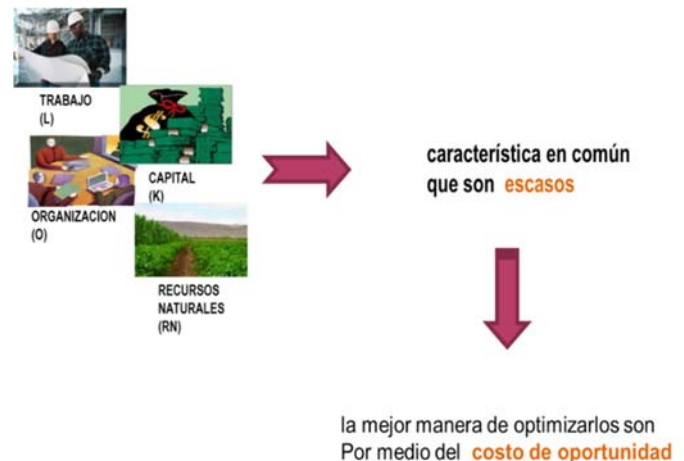 TRABAJO
(L)
CAPITAL
(K)
ORGANIZACION
(O)
RECURSOS
NATURALES
(RN)
característica en común
que son escasos
la mejor manera de optimizarlos son
Por medio del costo de oportunidad